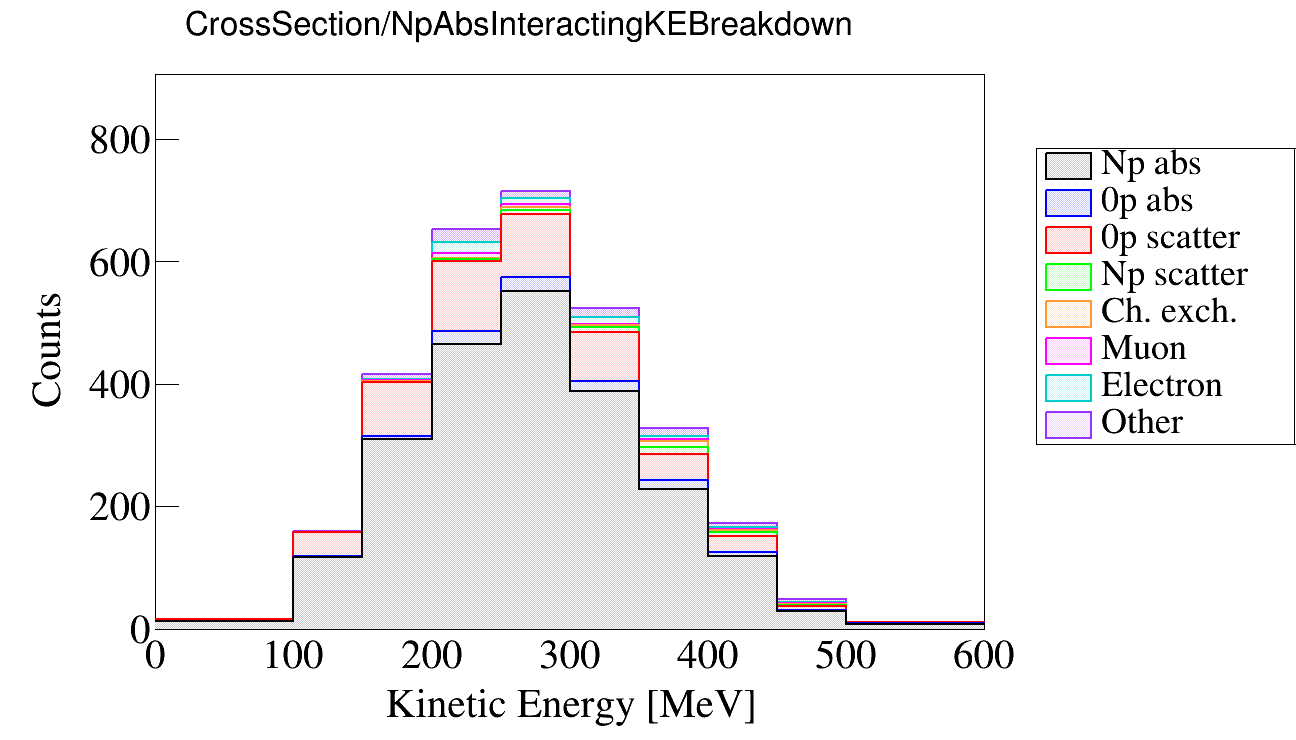 CrossSection/NpAbsInteractingKEBreakdown
800
600
400
200
0
Counts
0 100 200 300 400 500 600
Kinetic Energy [MeV]
Np abs
0p abs
0p scatter
Np scatter
Ch. exch.
Muon
Electron
Other